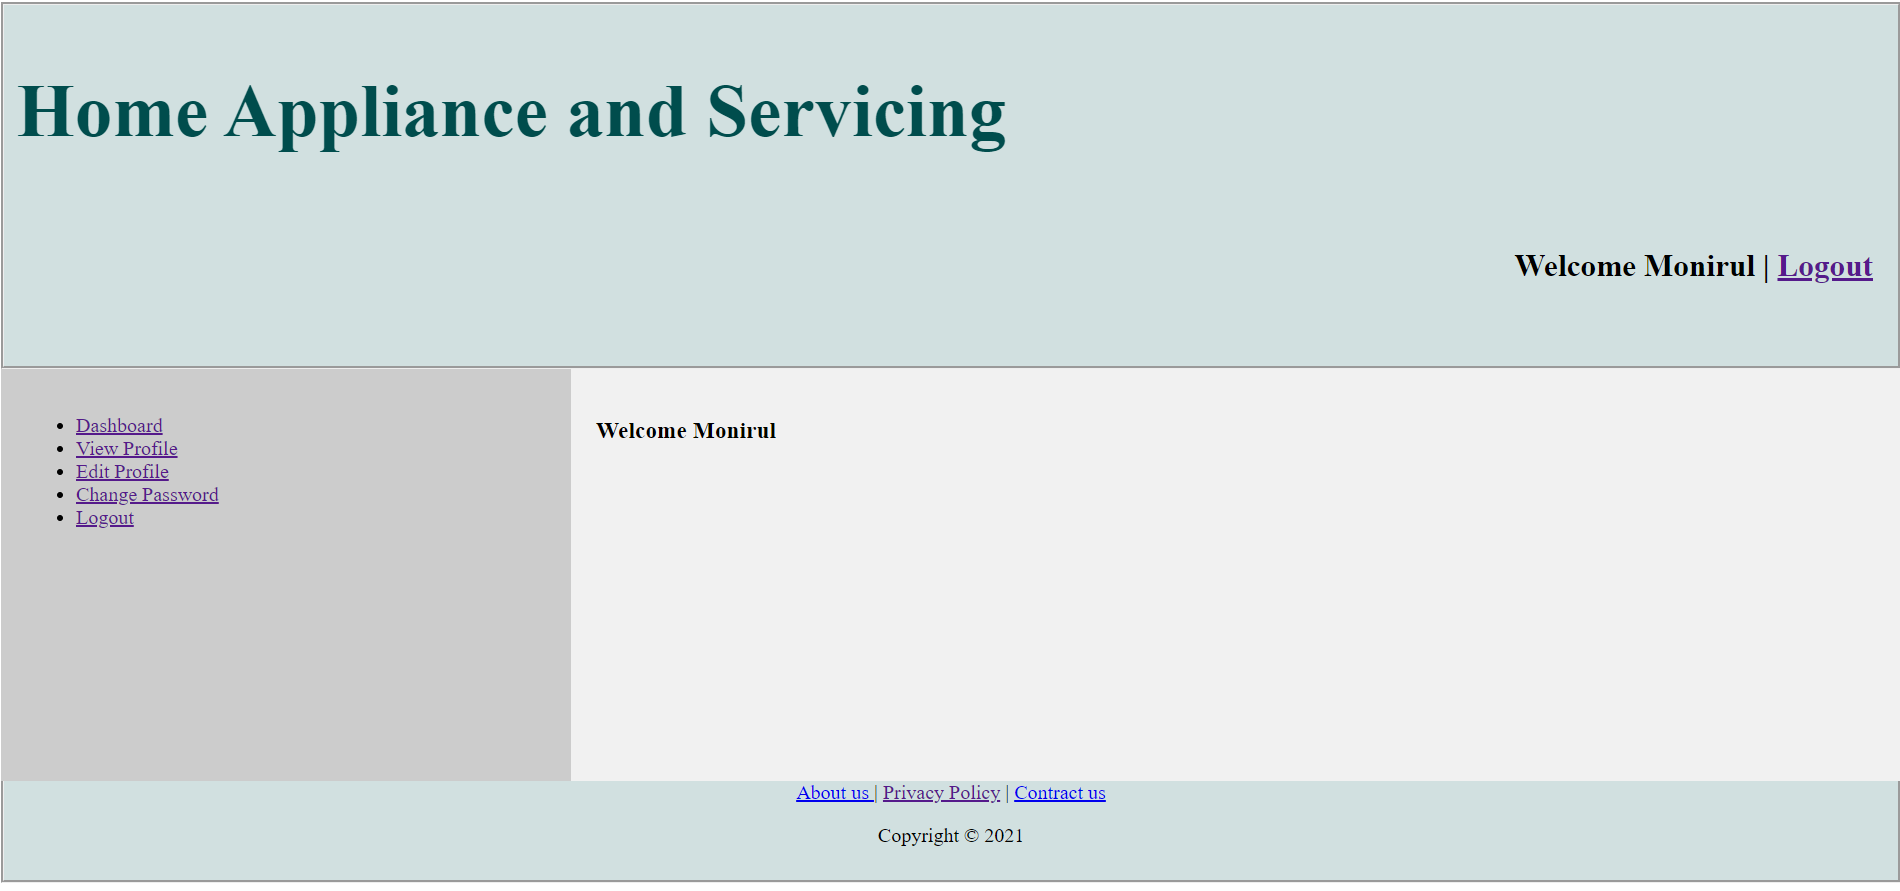 Home Appliance and Servicing
Welcome Monirul | Logout
Dashboard
View Profile
Edit Profile
Change Password
Logout
Welcome Monirul
About us | Privacy Policy | Contract us
Copyright © 2021